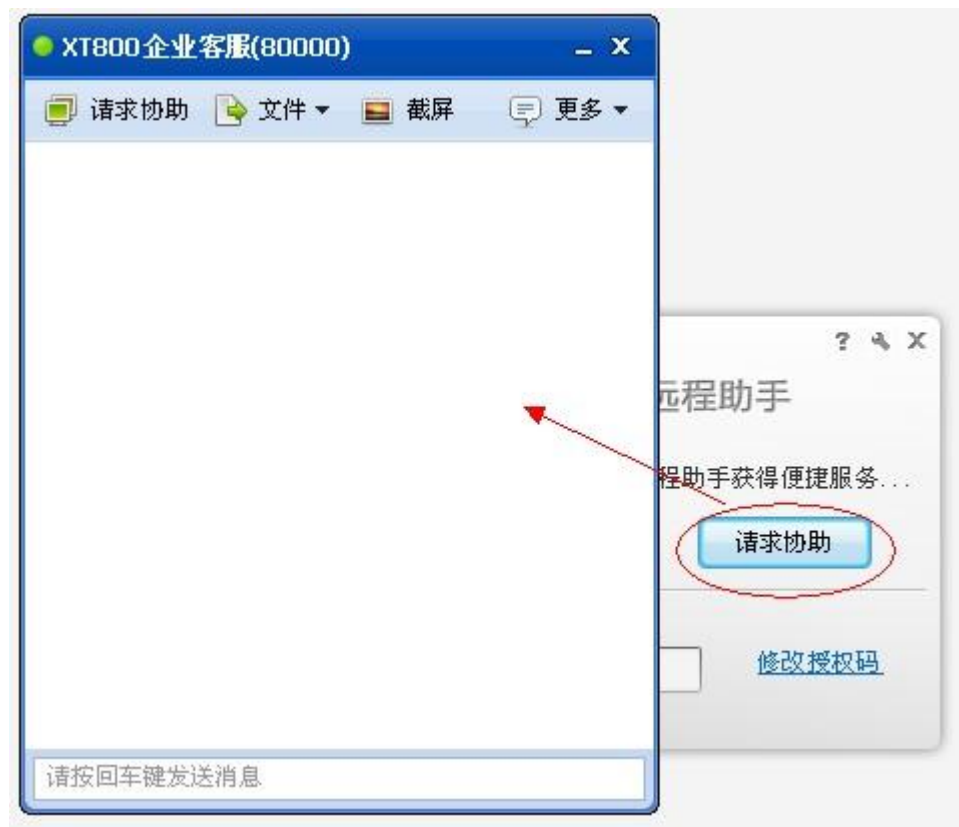 XT800企业客服(80000)
请求协助 文件 截屏 更多
远程助手
程助手获得便捷服务...
请求协助
修改授权码
请按回车键发送消息